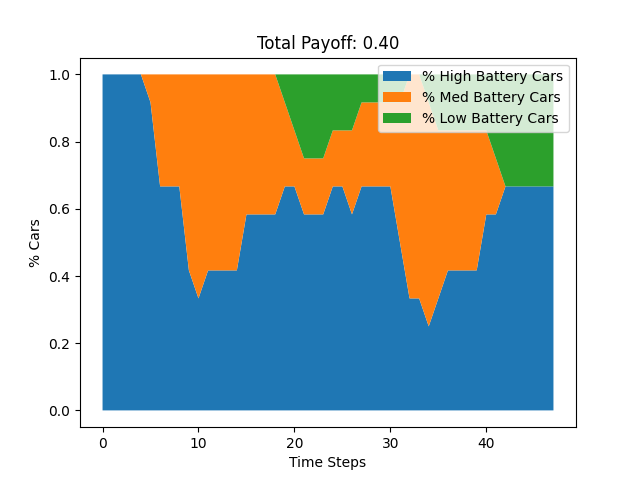 Total Payoff: 0.40
% High Battery Cars
% Med Battery Cars
% Low Battery Cars
1.0
0.8
0.6
0.4
0.2
0.0
% Cars
0
10
20
30
40
Time Steps